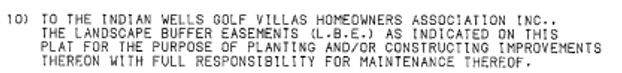 10) TO THE INDIAN WELLS GOLF VILLAS HOMEOWNERS ASSOCIATION INC..
THE LANDSCAPE BUFFER EASEMENTS (L.B.E.) AS INDICATED ON THIS
PLAT FOR THE PURPOSE OF PLANTING AND/OR CONSTRUCTING IMPROVEMENTS
THEREON WITH FULL RESPONSIBILITY FOR MAINTENANCE THEREOF.